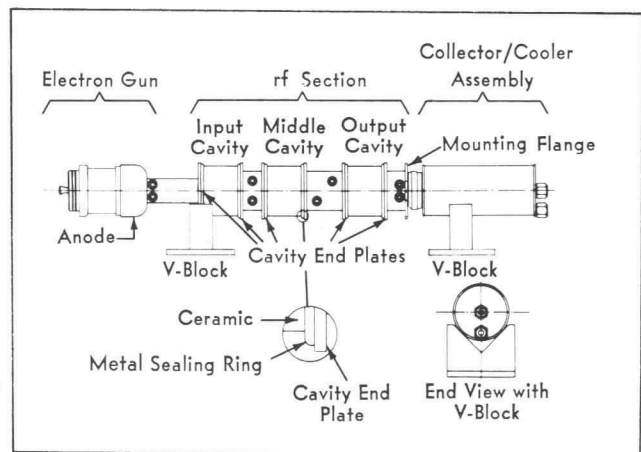 Collector/Cooler
Assembly
Electron Gun
rf Section
Input
Cavity
Middle
Cavity
Output
Cavity
Mounting Flange
Anode
V-Block
Cavity End Plates
V-Block
Ceramic
Metal Sealing Ring
Cavity End
Plate
End View with
V-Block